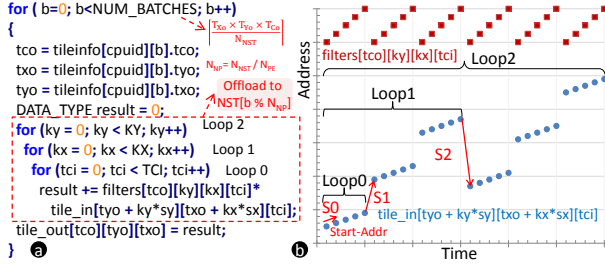 for ( b=0; b<NUM_BATCHES; b++)
{
⌈T_Xo × T_Yo × T_Co / N_NST⌉
tco = tileinfo[cpuid][b].tco;
txo = tileinfo[cpuid][b].tyo;
N_NP = N_NST / N_PE
tyo = tileinfo[cpuid][b].txo;
Offload to
NST[b % N_NP]
DATA_TYPE result = 0;
for (ky = 0; ky < KY; ky++)
Loop 2
for (kx = 0; kx < KX; kx++)
Loop 1
for (tci = 0; tci < TCI; tci++)
Loop 0
result += filters[tco][ky][kx][tci]*
tile_in[tyo + ky*sy][txo + kx*sx][tci];
tile_out[tco][tyo][txo] = result;
}
a
b
Address
filters[tco][ky][kx][tci]
Loop2
Loop1
Loop0
S0
S1
S2
Start-Addr
tile_in[tyo + ky*sy][txo + kx*sx][tci]
Time